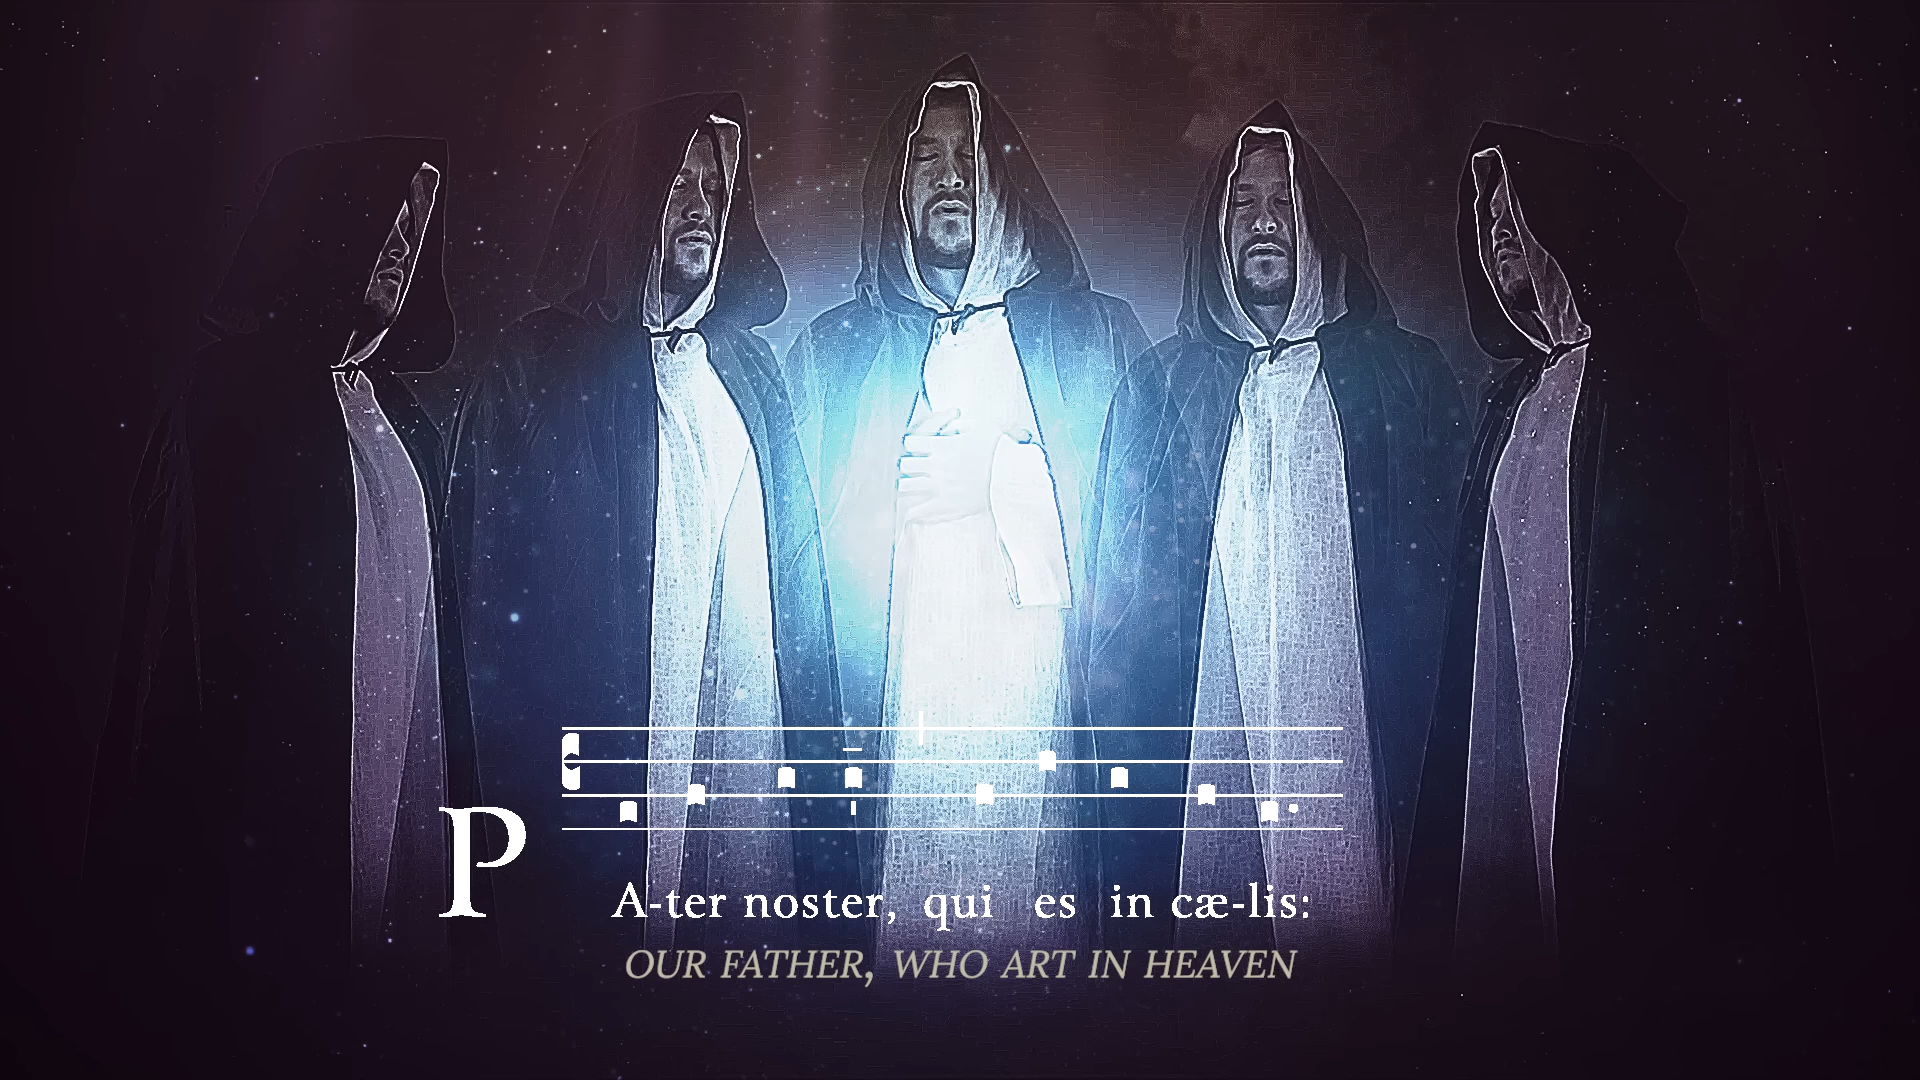 PA-ter noster, qui es in cæ-lis:
OUR FATHER, WHO ART IN HEAVEN